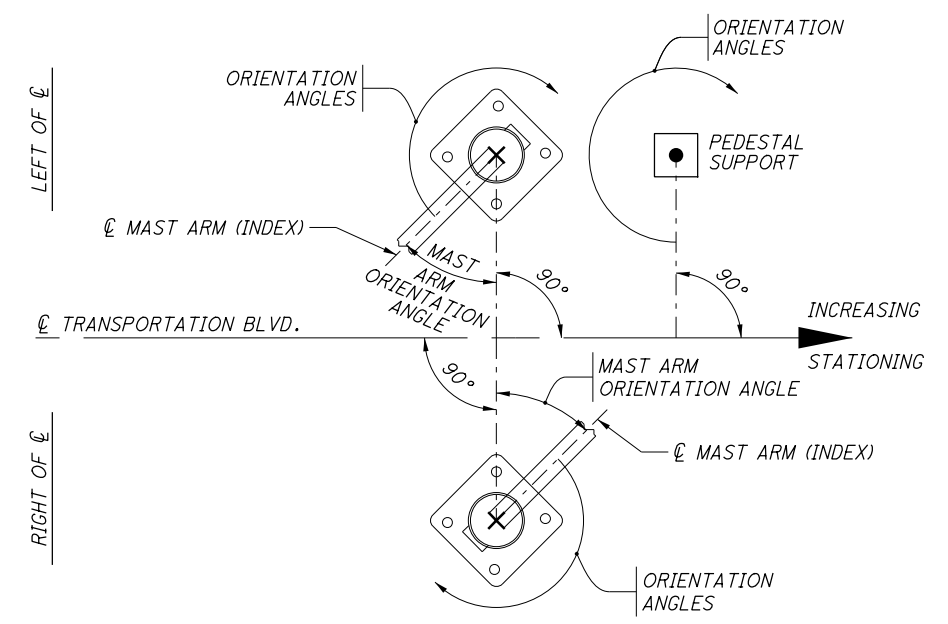 ORIENTATION
ANGLES
ORIENTATION
ANGLES
LEFT OF ℄
PEDESTAL
SUPPORT
℄ MAST ARM (INDEX)
MAST
ARM
ORIENTATION
ANGLE
90°
90°
℄ TRANSPORTATION BLVD.
INCREASING
STATIONING
90°
MAST ARM
ORIENTATION ANGLE
℄ MAST ARM (INDEX)
RIGHT OF ℄
ORIENTATION
ANGLES